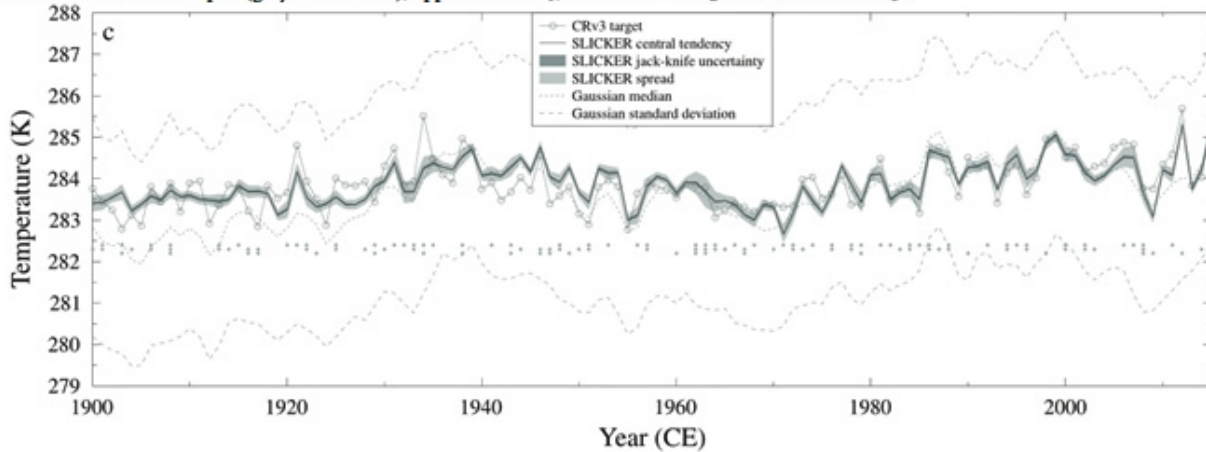 c
CRv3 target
SLICKER central tendency
SLICKER jack-knife uncertainty
SLICKER spread
Gaussian median
Gaussian standard deviation
288
287
286
285
284
283
282
281
280
279
Temperature (K)
1900
1920
1940
1960
1980
2000
Year (CE)